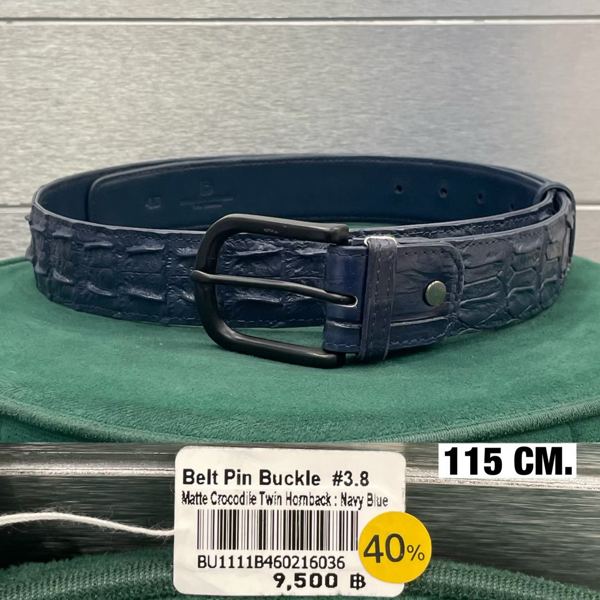 115 CM.
Belt Pin Buckle #3.8
Matte Crocodile Twin Hornback : Navy Blue
BU1111B460216036
9,500 ฿
40%